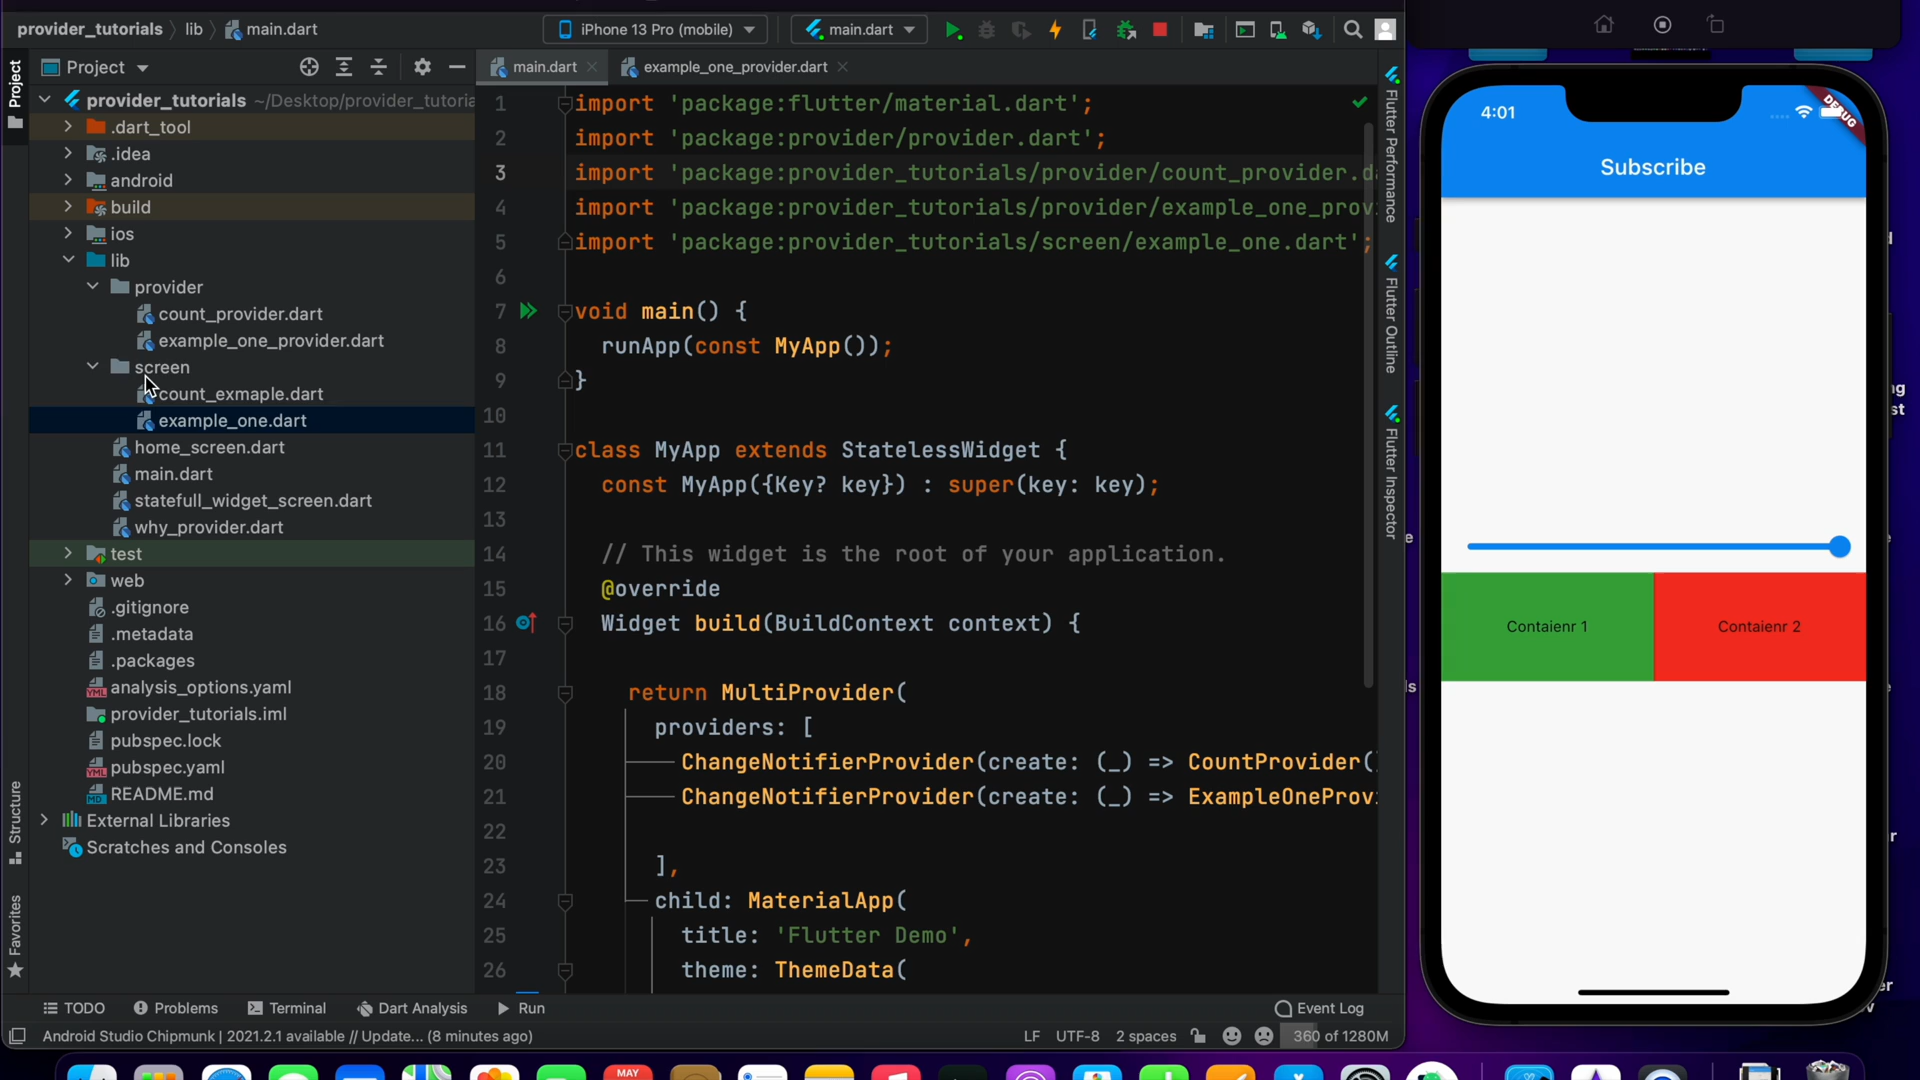 provider_tutorials lib main.dart
iPhone 13 Pro (mobile)
main.dart
Project
main.dart
example_one_provider.dart
Project
provider_tutorials ~/Desktop/provider_tutoria
.dart_tool
.idea
android
build
ios
lib
provider
count_provider.dart
example_one_provider.dart
screen
count_exmaple.dart
example_one.dart
home_screen.dart
main.dart
statefull_widget_screen.dart
why_provider.dart
test
web
.gitignore
.metadata
.packages
analysis_options.yaml
provider_tutorials.iml
pubspec.lock
pubspec.yaml
README.md
External Libraries
Scratches and Consoles
Structure
Favorites
1 import 'package:flutter/material.dart';
2 import 'package:provider/provider.dart';
3 import 'package:provider_tutorials/provider/count_provider.da
4 import 'package:provider_tutorials/provider/example_one_prov
5 import 'package:provider_tutorials/screen/example_one.dart';
6
7 void main() {
8 runApp(const MyApp());
9 }
10
11 class MyApp extends StatelessWidget {
12 const MyApp({Key? key}) : super(key: key);
13
14 // This widget is the root of your application.
15 @override
16 Widget build(BuildContext context) {
17
18 return MultiProvider(
19 providers: [
20 ChangeNotifierProvider(create: (_) => CountProvider()
21 ChangeNotifierProvider(create: (_) => ExampleOneProv
22
23 ],
24 child: MaterialApp(
25 title: 'Flutter Demo',
26 theme: ThemeData(
Flutter Performance
Flutter Outline
Flutter Inspector
TODO
Problems
Terminal
Dart Analysis
Run
Event Log
Android Studio Chipmunk | 2021.2.1 available // Update... (8 minutes ago)
LF UTF-8 2 spaces
360 of 1280M
4:01
DEBUG
Subscribe
Contaienr 1
Contaienr 2
MAY